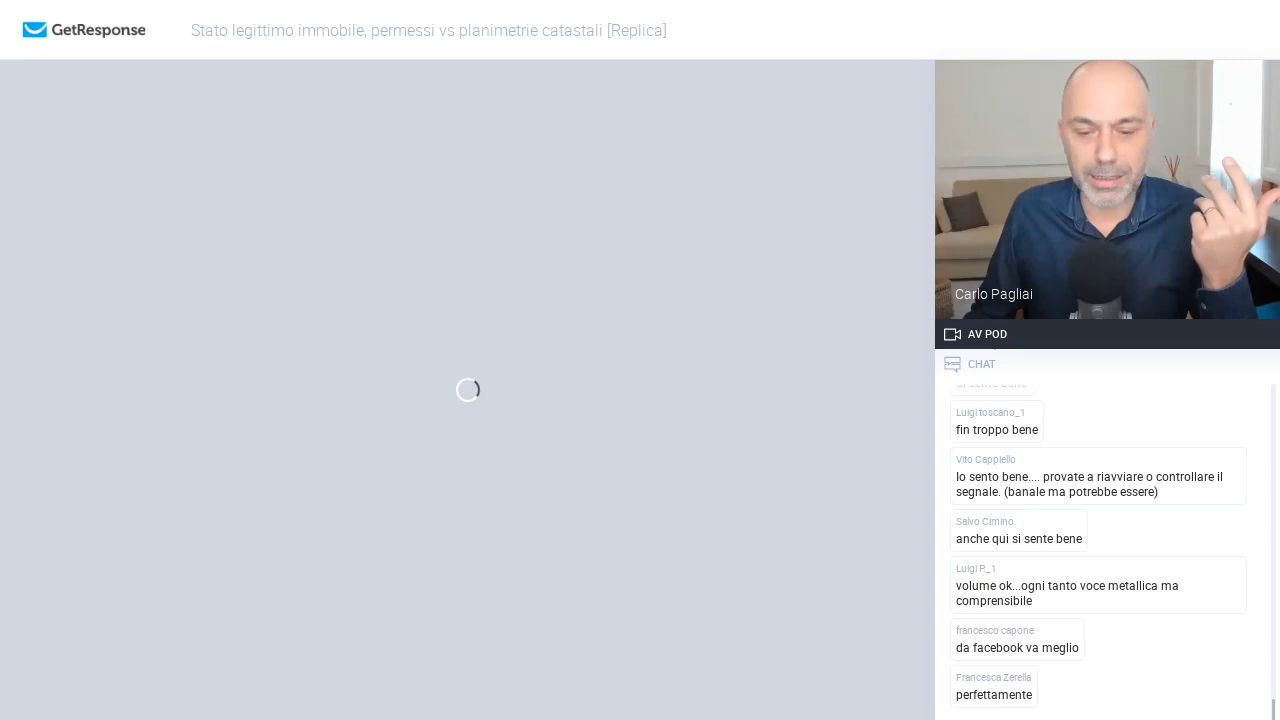 GetResponse
Stato legittimo immobile, permessi vs planimetrie catastali [Replica]
Carlo Pagliai
AV POD
CHAT
Luigi toscano_1
fin troppo bene
Vito Cappiello
Io sento bene.... provate a riavviare o controllare il
segnale. (banale ma potrebbe essere)
Salvo Cimino
anche qui si sente bene
Luigi P._1
volume ok...ogni tanto voce metallica ma
comprensibile
francesco capone
da facebook va meglio
Francesca Zerella
perfettamente